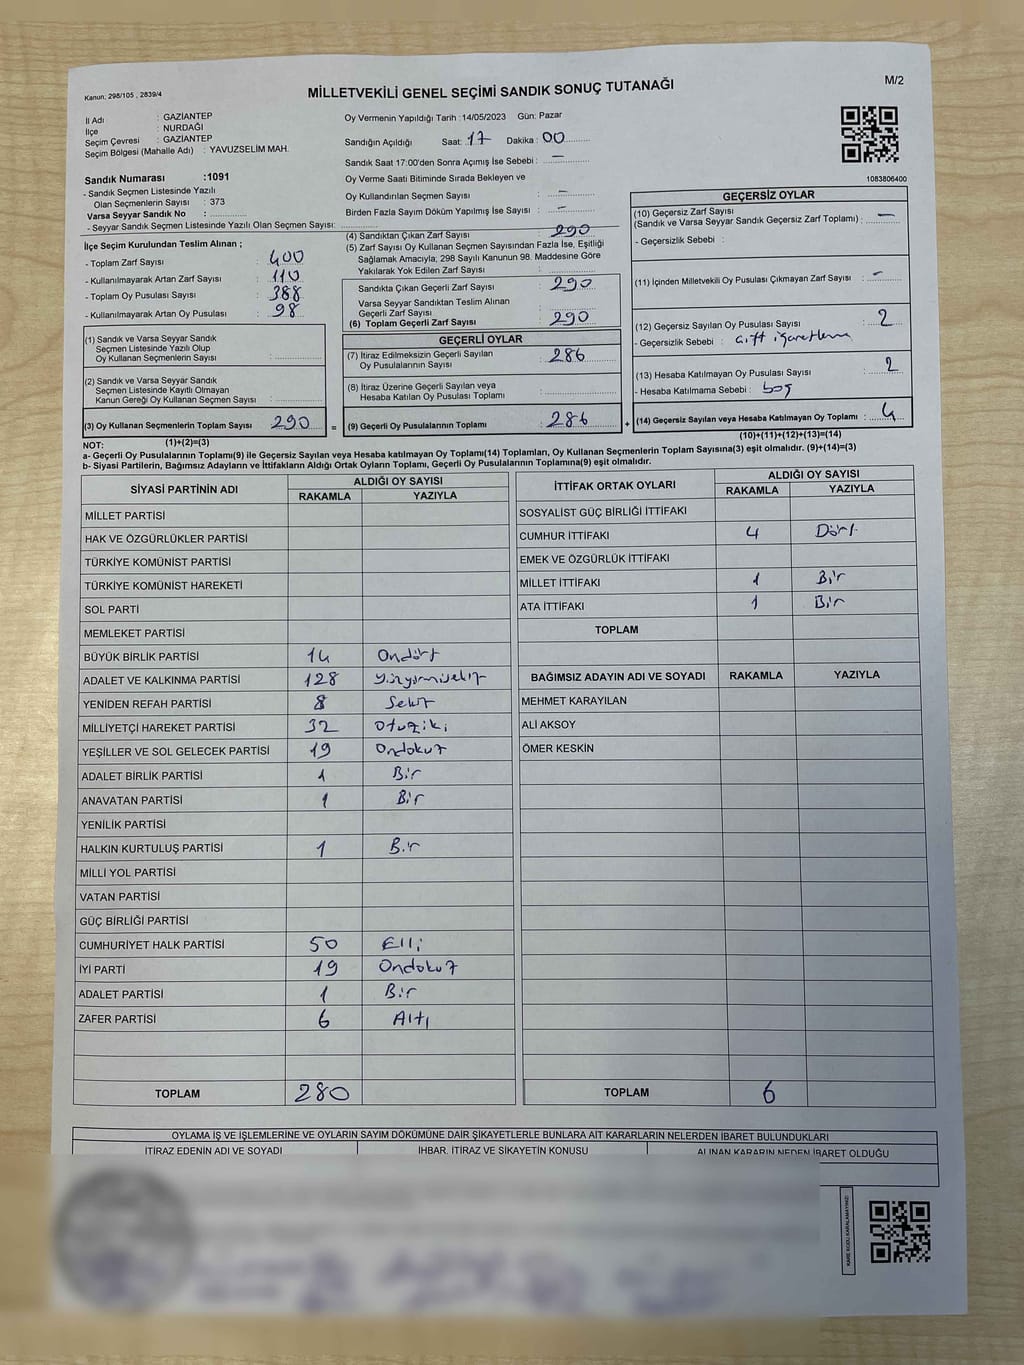 Kanun: 298/105 , 2839/4
MİLLETVEKİLİ GENEL SEÇİMİ SANDIK SONUÇ TUTANAĞI
M/2
İl Adı : GAZİANTEP
İlçe : NURDAĞI
Seçim Çevresi : GAZİANTEP
Seçim Bölgesi (Mahalle Adı) : YAVUZSELİM MAH.
Sandık Numarası :1091
- Sandık Seçmen Listesinde Yazılı
Olan Seçmenlerin Sayısı : 373
Varsa Seyyar Sandık No :
- Seyyar Sandık Seçmen Listesinde Yazılı Olan Seçmen Sayısı:
Oy Vermenin Yapıldığı Tarih :14/05/2023 Gün: Pazar
Sandığın Açıldığı Saat: 17 Dakika : 00
Sandık Saat 17:00'den Sonra Açımış İse Sebebi : —
Oy Verme Saati Bitiminde Sırada Bekleyen ve
Oy Kullandırılan Seçmen Sayısı : —
Birden Fazla Sayım Döküm Yapılmış İse Sayısı : —
1083806400
İlçe Seçim Kurulundan Teslim Alınan ;
- Toplam Zarf Sayısı : 400
- Kullanılmayarak Artan Zarf Sayısı : 110
- Toplam Oy Pusulası Sayısı : 388
- Kullanılmayarak Artan Oy Pusulası : 98
(4) Sandıktan Çıkan Zarf Sayısı : 290
(5) Zarf Sayısı Oy Kullanan Seçmen Sayısından Fazla İse, Eşitliği
Sağlamak Amacıyla; 298 Sayılı Kanunun 98. Maddesine Göre
Yakılarak Yok Edilen Zarf Sayısı :
Sandıkta Çıkan Geçerli Zarf Sayısı : 290
Varsa Seyyar Sandıktan Teslim Alınan
Geçerli Zarf Sayısı :
(6) Toplam Geçerli Zarf Sayısı : 290
GEÇERSİZ OYLAR
(10) Geçersiz Zarf Sayısı
(Sandık ve Varsa Seyyar Sandık Geçersiz Zarf Toplamı) : —
- Geçersizlik Sebebi :
(11) İçinden Milletvekili Oy Pusulası Çıkmayan Zarf Sayısı : -
(12) Geçersiz Sayılan Oy Pusulası Sayısı : 2
- Geçersizlik Sebebi : Çift işaretleme
(13) Hesaba Katılmayan Oy Pusulası Sayısı : 2
- Hesaba Katılmama Sebebi : boş
(14) Geçersiz Sayılan veya Hesaba Katılmayan Oy Toplamı : 4
(10)+(11)+(12)+(13)=(14)
(1) Sandık ve Varsa Seyyar Sandık
Seçmen Listesinde Yazılı Olup
Oy Kullanan Seçmenlerin Sayısı :
(2) Sandık ve Varsa Seyyar Sandık
Seçmen Listesinde Kayıtlı Olmayan
Kanun Gereği Oy Kullanan Seçmen Sayısı :
(3) Oy Kullanan Seçmenlerin Toplam Sayısı : 290 =
(1)+(2)=(3)
GEÇERLİ OYLAR
(7) İtiraz Edilmeksizin Geçerli Sayılan
Oy Pusulalarının Sayısı : 286
(8) İtiraz Üzerine Geçerli Sayılan veya
Hesaba Katılan Oy Pusulası Toplamı :
(9) Geçerli Oy Pusulalarının Toplamı : 286 +
NOT:
a- Geçerli Oy Pusulalarının Toplamı(9) ile Geçersiz Sayılan veya Hesaba katılmayan Oy Toplamı(14) Toplamları, Oy Kullanan Seçmenlerin Toplam Sayısına(3) eşit olmalıdır. (9)+(14)=(3)
b- Siyasi Partilerin, Bağımsız Adayların ve İttifakların Aldığı Ortak Oyların Toplamı, Geçerli Oy Pusulalarının Toplamına(9) eşit olmalıdır.
SİYASİ PARTİNİN ADI ALDIĞI OY SAYISI
RAKAMLA YAZIYLA
MİLLET PARTİSİ
HAK VE ÖZGÜRLÜKLER PARTİSİ
TÜRKİYE KOMÜNİST PARTİSİ
TÜRKİYE KOMÜNİST HAREKETİ
SOL PARTİ
MEMLEKET PARTİSİ
BÜYÜK BİRLİK PARTİSİ 14 Ondört
ADALET VE KALKINMA PARTİSİ 128 Yüzyirmisekiz
YENİDEN REFAH PARTİSİ 8 Sekiz
MİLLİYETÇİ HAREKET PARTİSİ 32 Otuziki
YEŞİLLER VE SOL GELECEK PARTİSİ 19 Ondokuz
ADALET BİRLİK PARTİSİ 1 Bir
ANAVATAN PARTİSİ 1 Bir
YENİLİK PARTİSİ
HALKIN KURTULUŞ PARTİSİ 1 Bir
MİLLİ YOL PARTİSİ
VATAN PARTİSİ
GÜÇ BİRLİĞİ PARTİSİ
CUMHURİYET HALK PARTİSİ 50 Elli
İYİ PARTİ 19 Ondokuz
ADALET PARTİSİ 1 Bir
ZAFER PARTİSİ 6 Altı
TOPLAM 280
İTTİFAK ORTAK OYLARI ALDIĞI OY SAYISI
RAKAMLA YAZIYLA
SOSYALİST GÜÇ BİRLİĞİ İTTİFAKI
CUMHUR İTTİFAKI 4 Dört
EMEK VE ÖZGÜRLÜK İTTİFAKI
MİLLET İTTİFAKI 1 Bir
ATA İTTİFAKI 1 Bir
TOPLAM
BAĞIMSIZ ADAYIN ADI VE SOYADI RAKAMLA YAZIYLA
MEHMET KARAYILAN
ALİ AKSOY
ÖMER KESKİN
TOPLAM 6
OYLAMA İŞ VE İŞLEMLERİNE VE OYLARIN SAYIM DÖKÜMÜNE DAİR ŞİKAYETLERLE BUNLARA AİT KARARLARIN NELERDEN İBARET BULUNDUKLARI
İTİRAZ EDENİN ADI VE SOYADI İHBAR, İTİRAZ VE ŞİKAYETİN KONUSU ALINAN KARARIN NEDEN İBARET OLDUĞU
KARE KODU KARALAMAYINIZ!